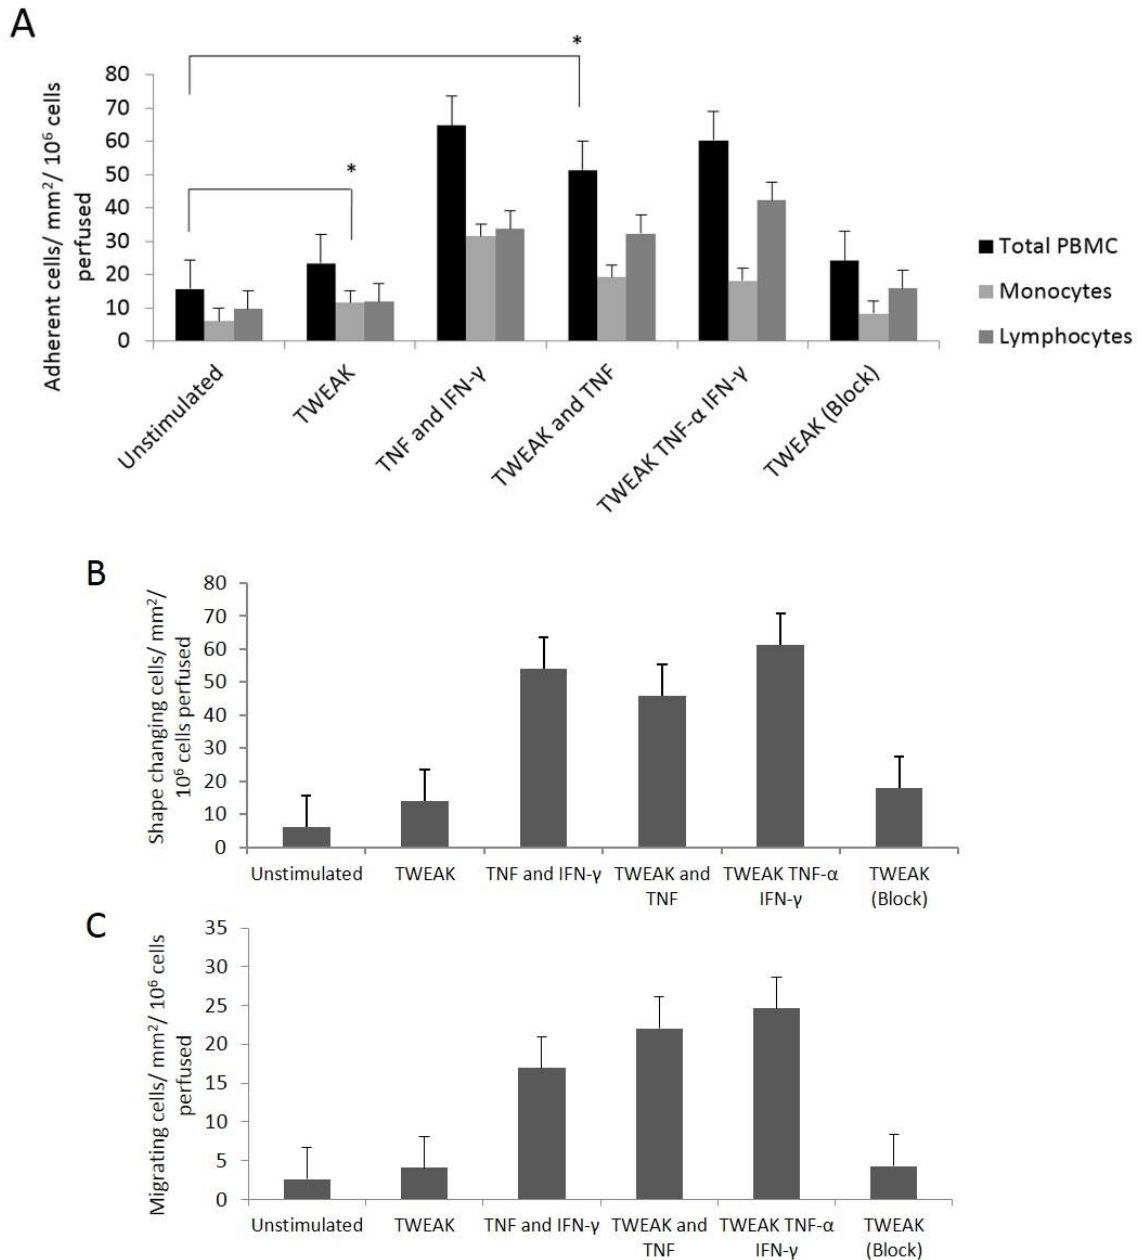 A
Adherent cells/ mm²/ 10⁶ cells
perfused
80
70
60
50
40
30
20
10
0
*
*
Unstimulated
TWEAK
TNF and IFN-γ
TWEAK and TNF
TWEAK TNF-α IFN-γ
TWEAK (Block)
Total PBMC
Monocytes
Lymphocytes
B
Shape changing cells/ mm²/
10⁶ cells perfused
80
70
60
50
40
30
20
10
0
Unstimulated
TWEAK
TNF and IFN-γ
TWEAK and
TNF
TWEAK TNF-α
IFN-γ
TWEAK
(Block)
C
Migrating cells/ mm²/ 10⁶ cells
perfused
35
30
25
20
15
10
5
0
Unstimulated
TWEAK
TNF and IFN-γ
TWEAK and
TNF
TWEAK TNF-α
IFN-γ
TWEAK
(Block)